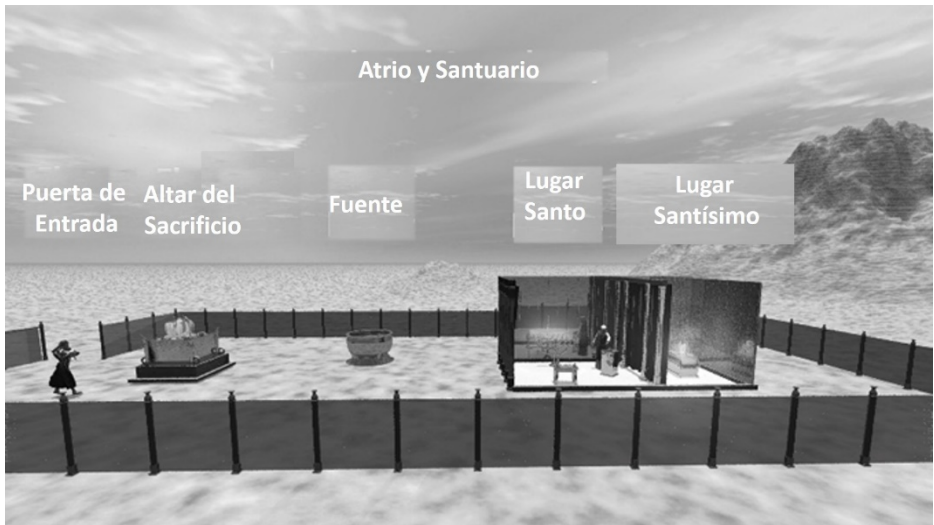 Atrio y Santuario
Puerta de
Entrada
Altar del
Sacrificio
Fuente
Lugar
Santo
Lugar
Santísimo